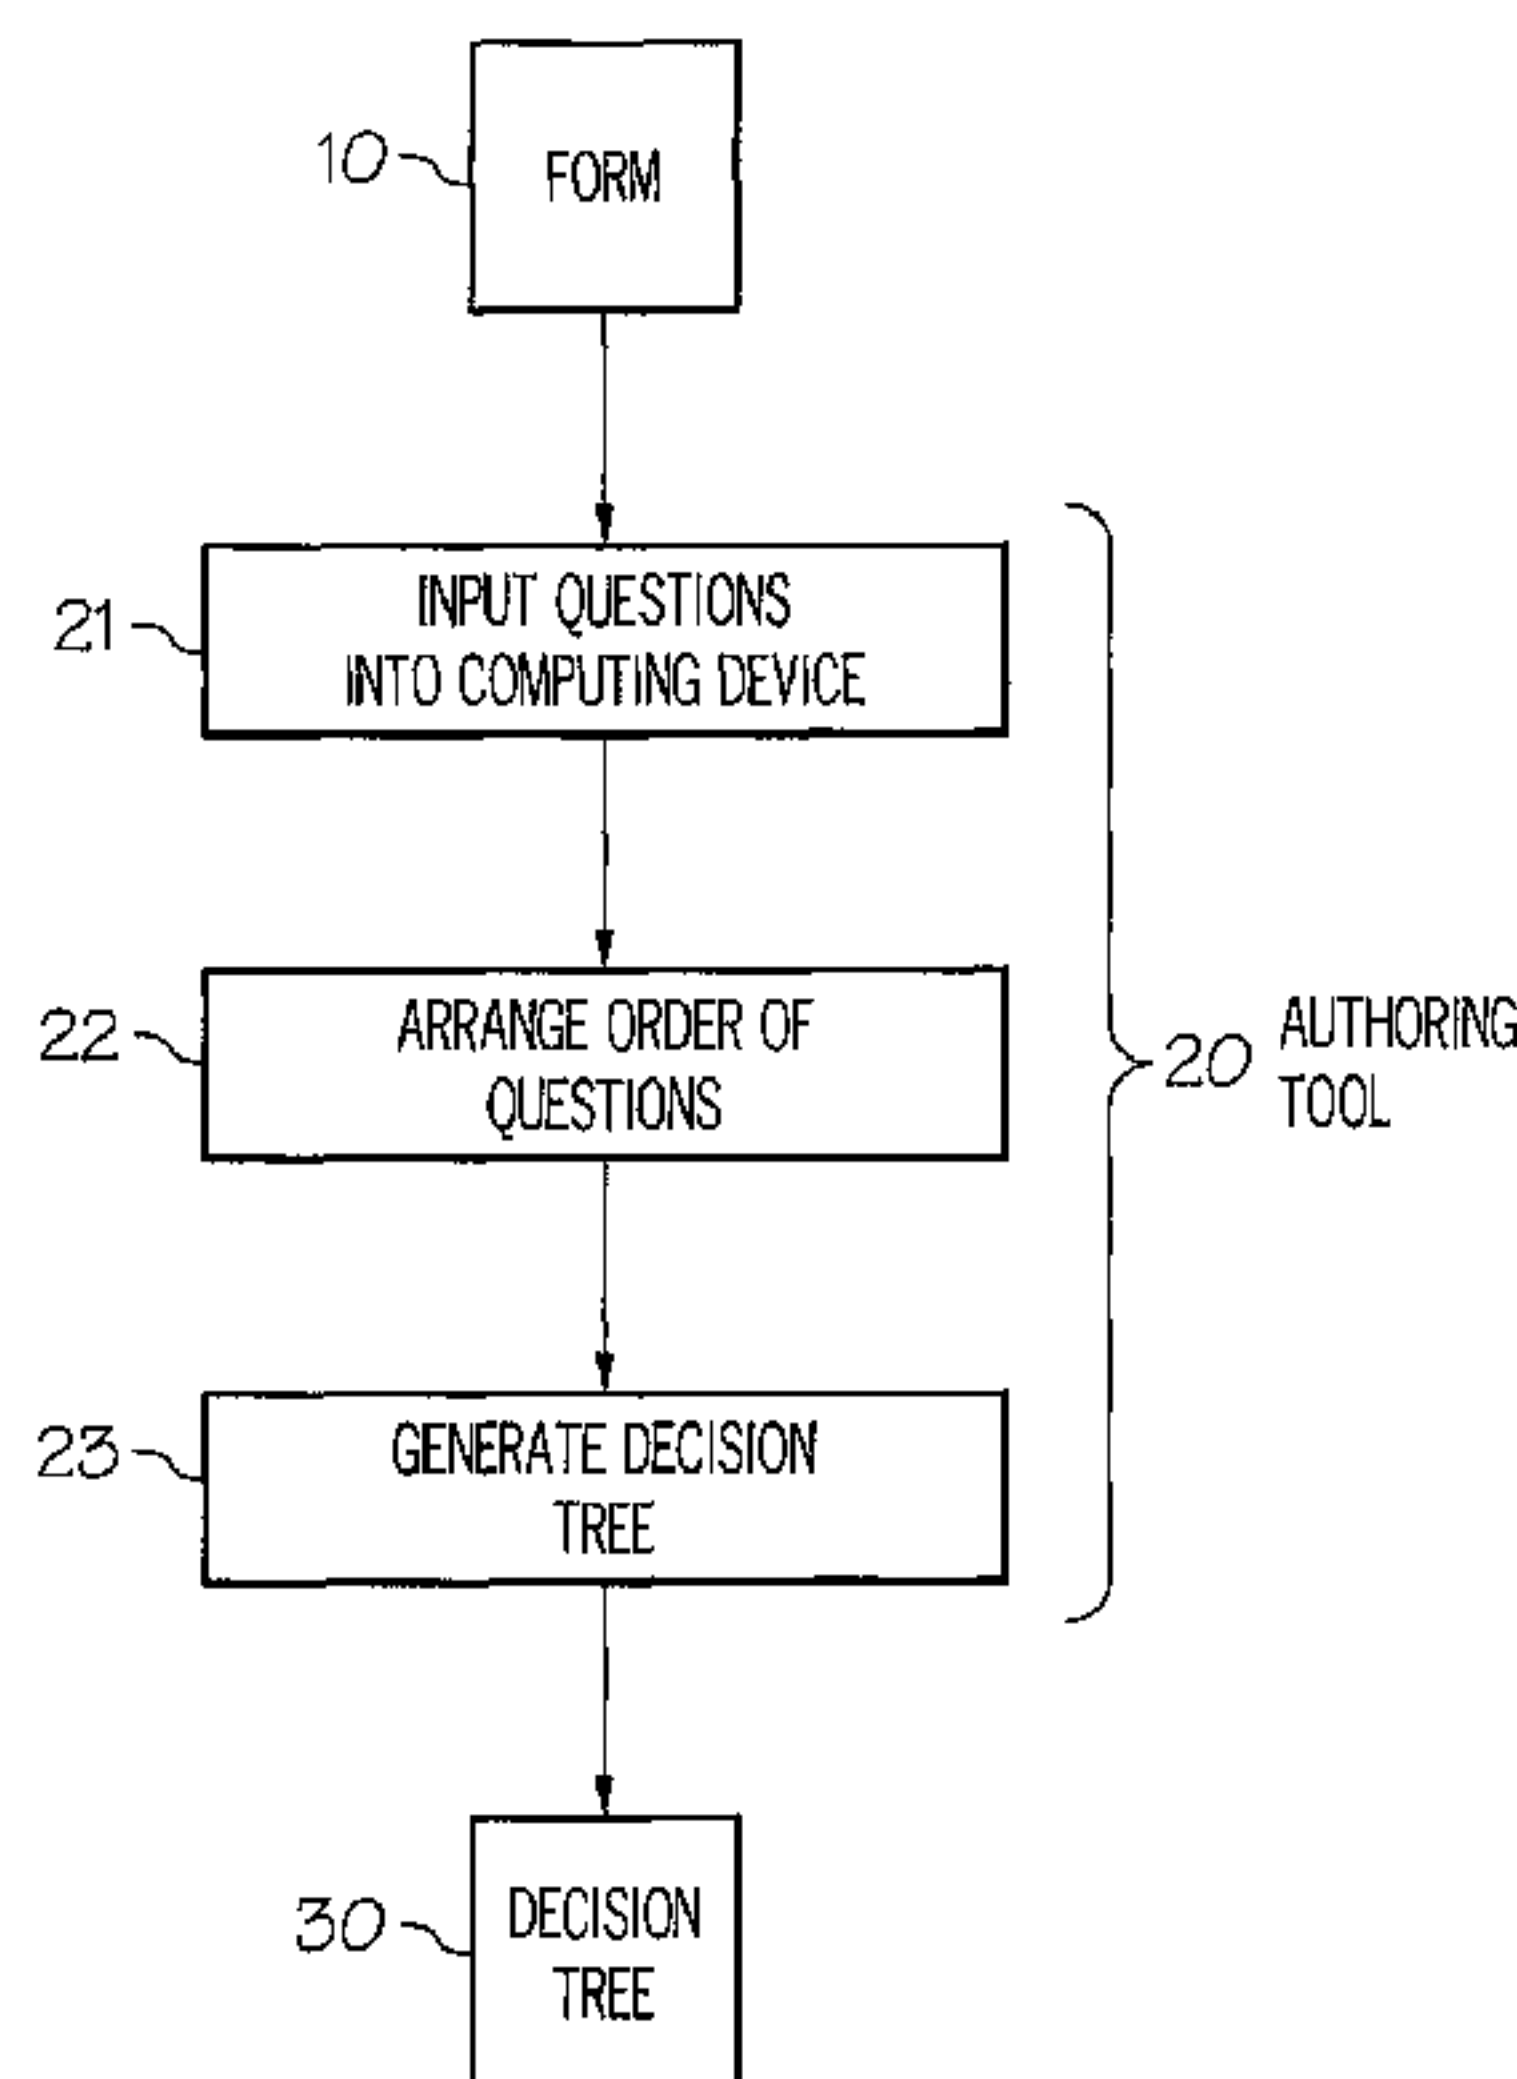 10
FORM
21
INPUT QUESTIONS
INTO COMPUTING DEVICE
22
ARRANGE ORDER OF
QUESTIONS
20
AUTHORING
TOOL
23
GENERATE DECISION
TREE
30
DECISION
TREE